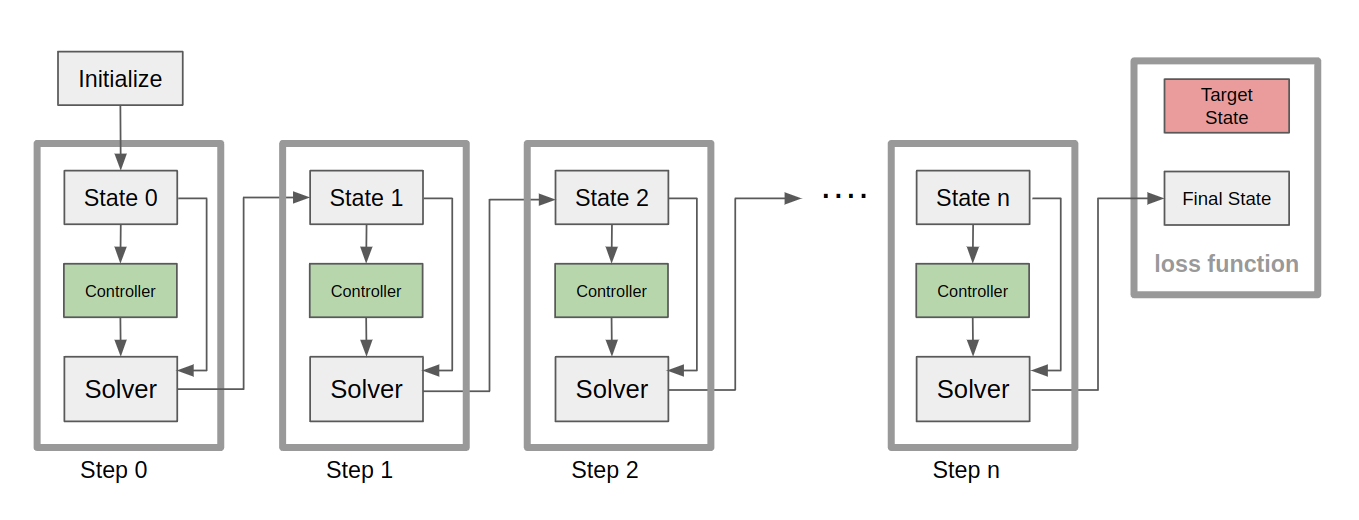 Initialize
State 0
Controller
Solver
Step 0
State 1
Controller
Solver
Step 1
State 2
Controller
Solver
Step 2
....
State n
Controller
Solver
Step n
Target
State
Final State
loss function